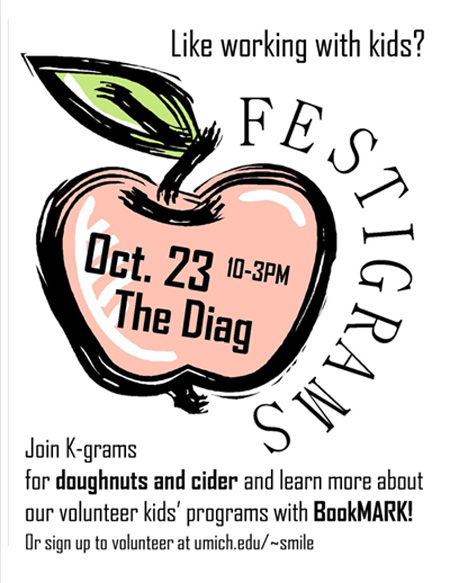 Like working with kids?
FESTIGRAMS
Oct. 23 10-3PM
The Diag
Join K-grams
for doughnuts and cider and learn more about
our volunteer kids' programs with BookMARK!
Or sign up to volunteer at umich.edu/~smile